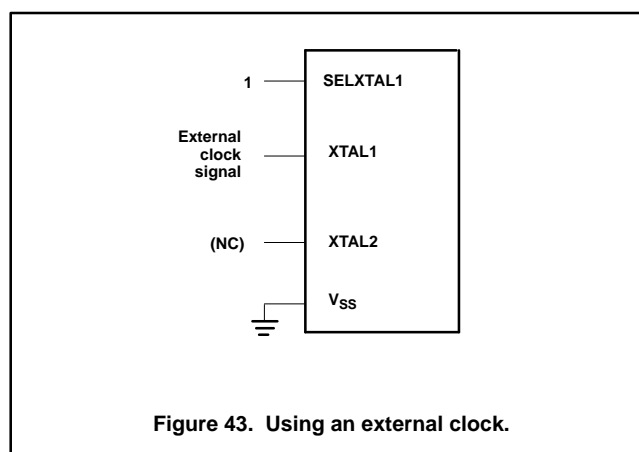 1 SELXTAL1
External
clock
signal
XTAL1
(NC) XTAL2
VSS
Figure 43. Using an external clock.